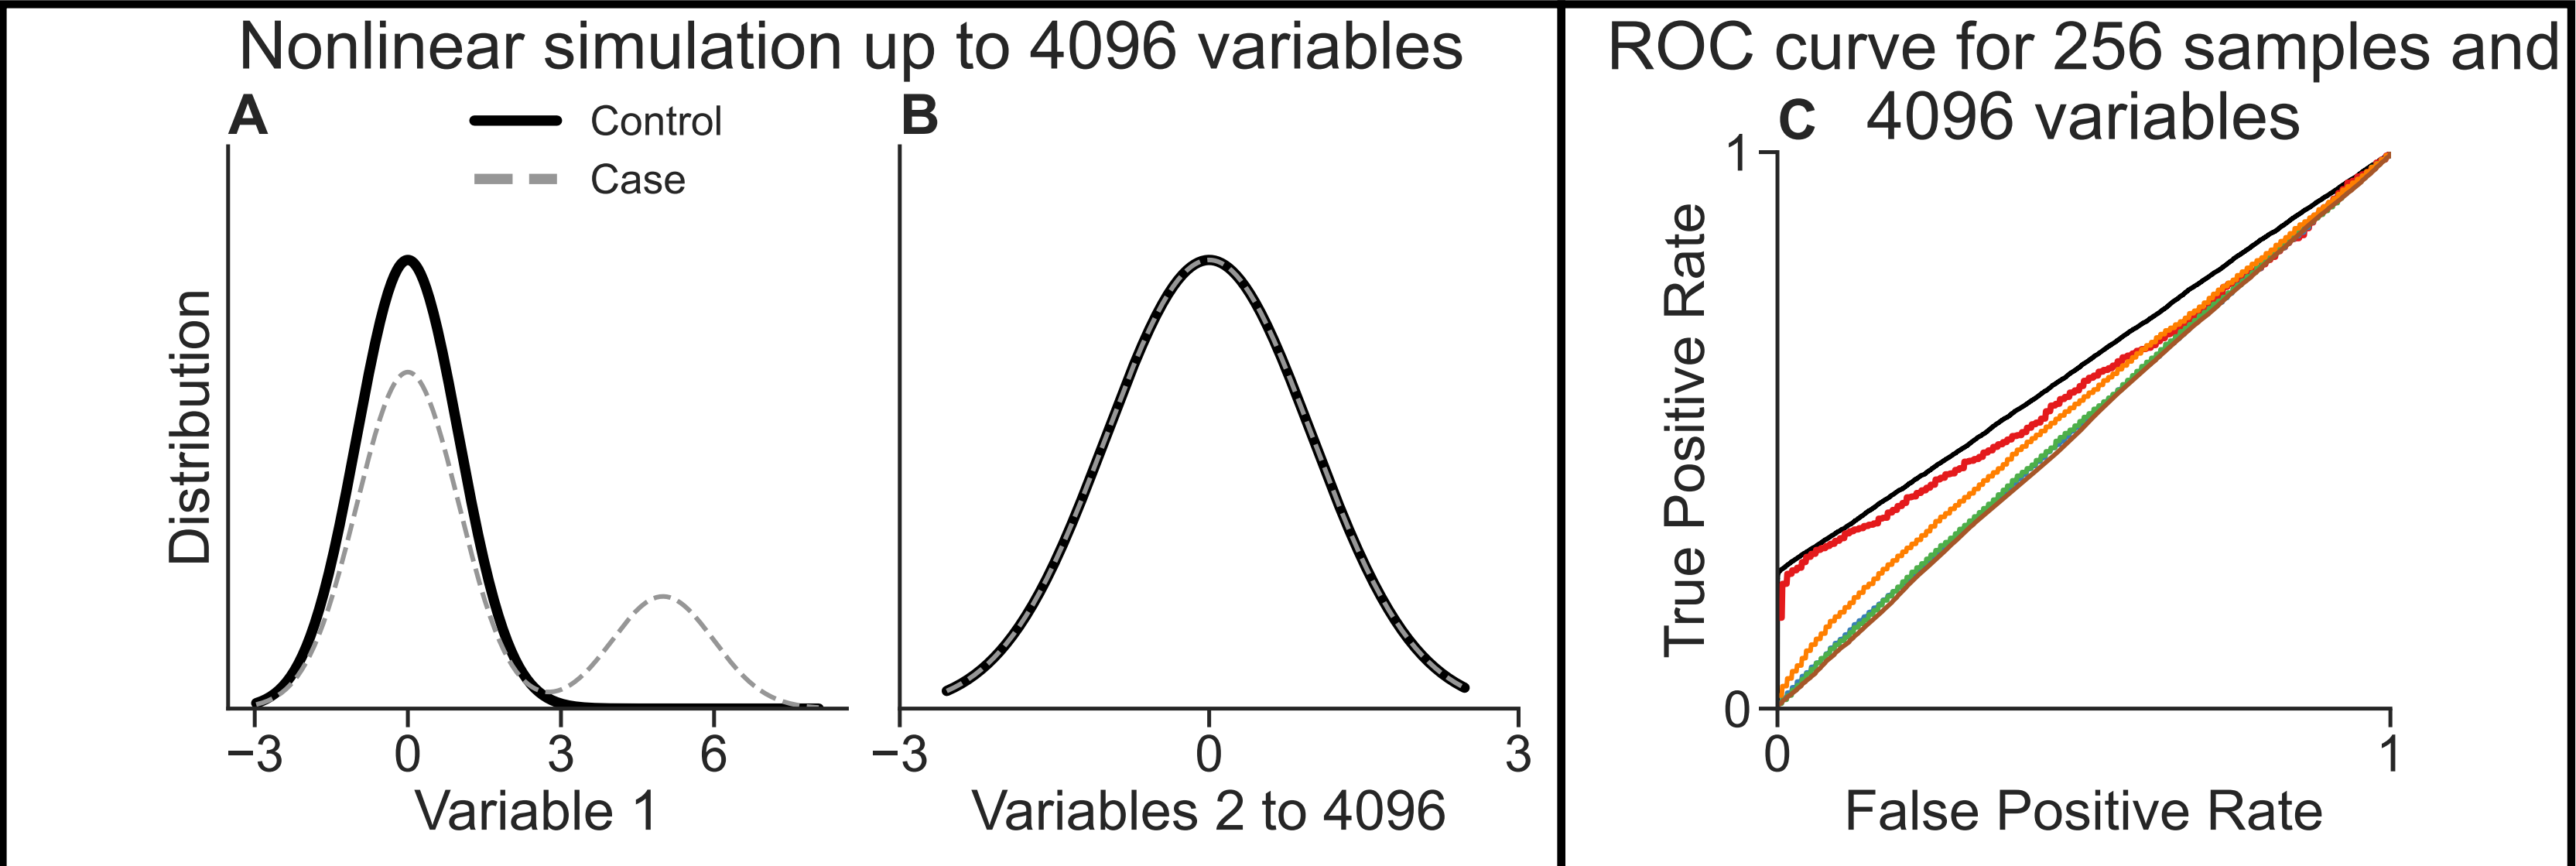 Nonlinear simulation up to 4096 variables
A
Control
Case
Distribution
−3 0 3 6
Variable 1
B
−3 0 3
Variables 2 to 4096
ROC curve for 256 samples and
C 4096 variables
1
True Positive Rate
0
0 1
False Positive Rate